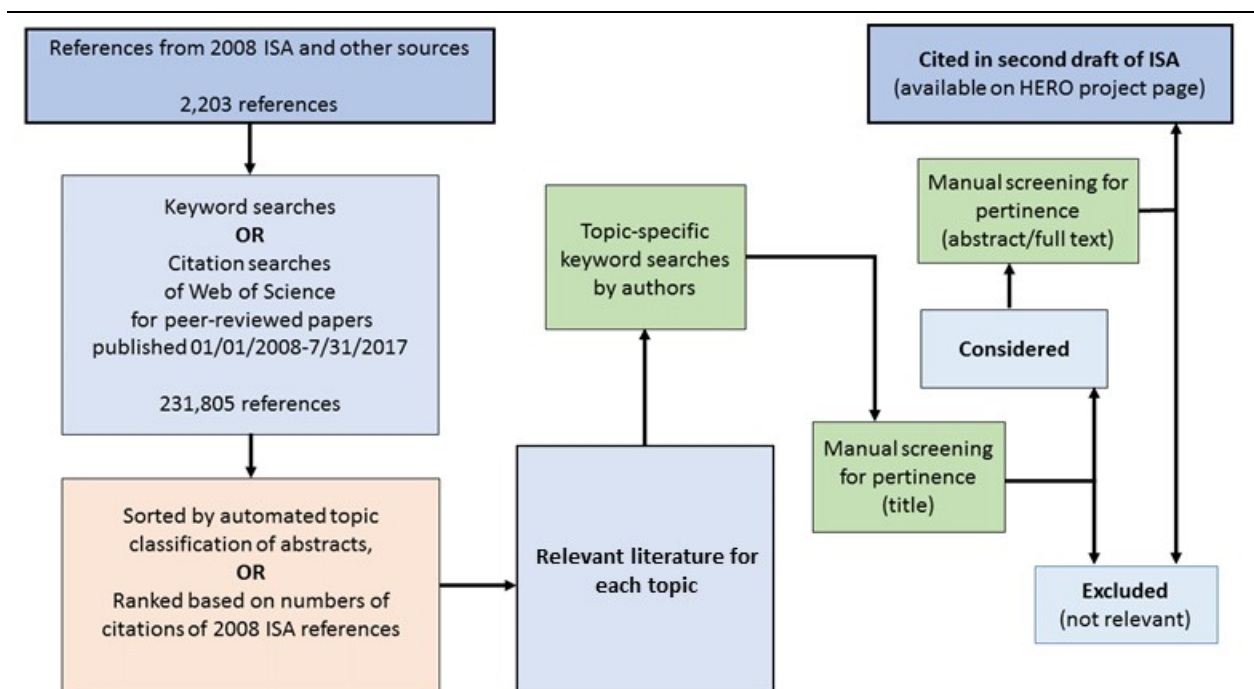 References from 2008 ISA and other sources
2,203 references
Keyword searches
OR
Citation searches
of Web of Science
for peer-reviewed papers
published 01/01/2008-7/31/2017
231,805 references
Sorted by automated topic
classification of abstracts,
OR
Ranked based on numbers of
citations of 2008 ISA references
Relevant literature for
each topic
Topic-specific
keyword searches
by authors
Manual screening
for pertinence
(title)
Considered
Manual screening for
pertinence
(abstract/full text)
Cited in second draft of ISA
(available on HERO project page)
Excluded
(not relevant)